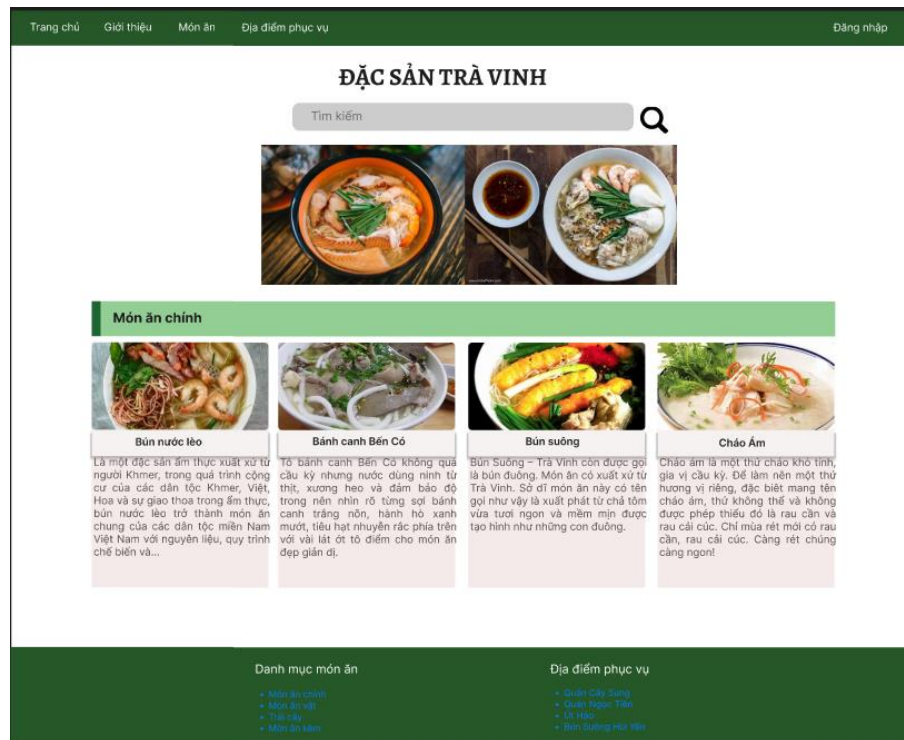 Trang chủ Giới thiệu Món ăn Địa điểm phục vụ Đăng nhập
ĐẶC SẢN TRÀ VINH
Tìm kiếm
Món ăn chính
Bún nước lèo
Là một đặc sản ẩm thực xuất xứ từ
người Khmer, trong quá trình cộng
cư của các dân tộc Khmer, Việt,
Hoa và sự giao thoa trong ẩm thực,
bún nước lèo trở thành món ăn
chung của các dân tộc miền Nam
Việt Nam với nguyên liệu, quy trình
chế biến và...
Bánh canh Bến Có
Tô bánh canh Bến Có không quá
cầu kỳ nhưng nước dùng ninh từ
thịt, xương heo và đảm bảo độ
trong nên nhìn rõ từng sợi bánh
canh trắng nõn, hành hò xanh
mướt, tiêu hạt nhuyễn rắc phía trên
với vài lát ớt tô điểm cho món ăn
đẹp giản dị.
Bún suông
Bún Suông – Trà Vinh còn được gọi
là bún đuông. Món ăn có xuất xứ từ
Trà Vinh. Sở dĩ món ăn này có tên
gọi như vậy là xuất phát từ chả tôm
vừa tươi ngon và mềm mịn được
tạo hình như những con đuông.
Cháo Ám
Cháo ám là một thứ cháo khó tính,
gia vị cầu kỳ. Để làm nên một thứ
hương vị riêng, đặc biêt mang tên
cháo ám, thứ không thể và không
được phép thiếu đó là rau cần và
rau cải cúc. Chỉ mùa rét mới có rau
cần, rau cải cúc. Càng rét chúng
càng ngon!
Danh mục món ăn
• Món ăn chính
• Món ăn vặt
• Trái cây
• Món ăn kèm
Địa điểm phục vụ
• Quán Cây Sung
• Quán Ngọc Tiên
• Út Hảo
• Bún Suông Hia Yến